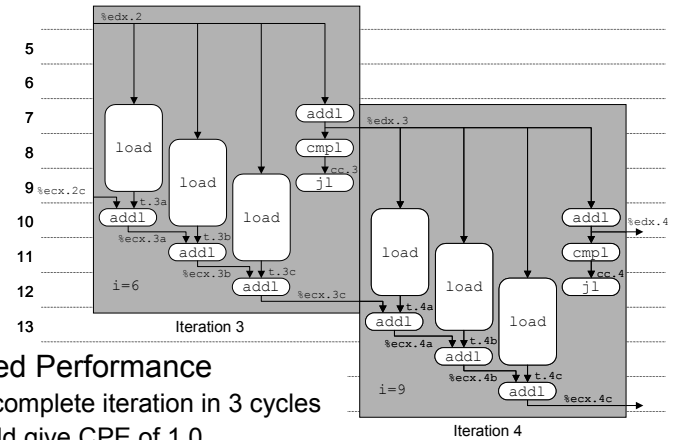 %edx.2
5
6
7
8
9
10
11
12
13
load
load
load
addl
cmpl
cc.3
jl
%ecx.2c
t.3a
addl
%ecx.3a
t.3b
addl
%ecx.3b
t.3c
addl
%ecx.3c
i=6
Iteration 3
%edx.3
load
load
load
addl
%edx.4
cmpl
cc.4
jl
t.4a
addl
%ecx.4a
t.4b
addl
%ecx.4b
t.4c
addl
%ecx.4c
i=9
Iteration 4
ed Performance
complete iteration in 3 cycles
ld give CPE of 1.0